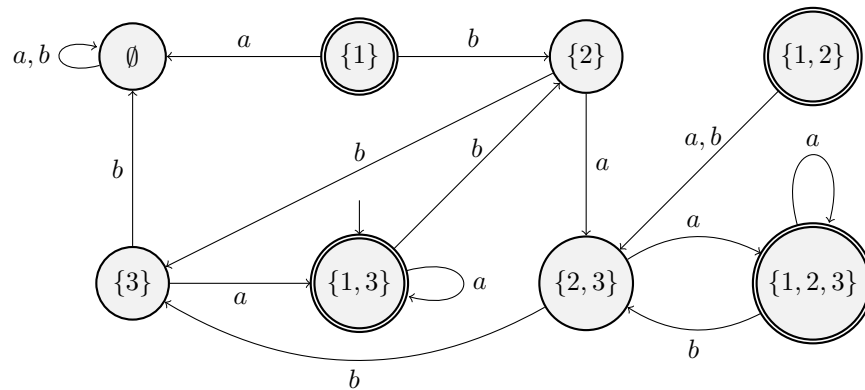 a
b
a, b
∅
{1}
{2}
{1, 2}
b
b
a
a, b
a
b
a
{3}
a
{1, 3}
a
{2, 3}
{1, 2, 3}
b
b